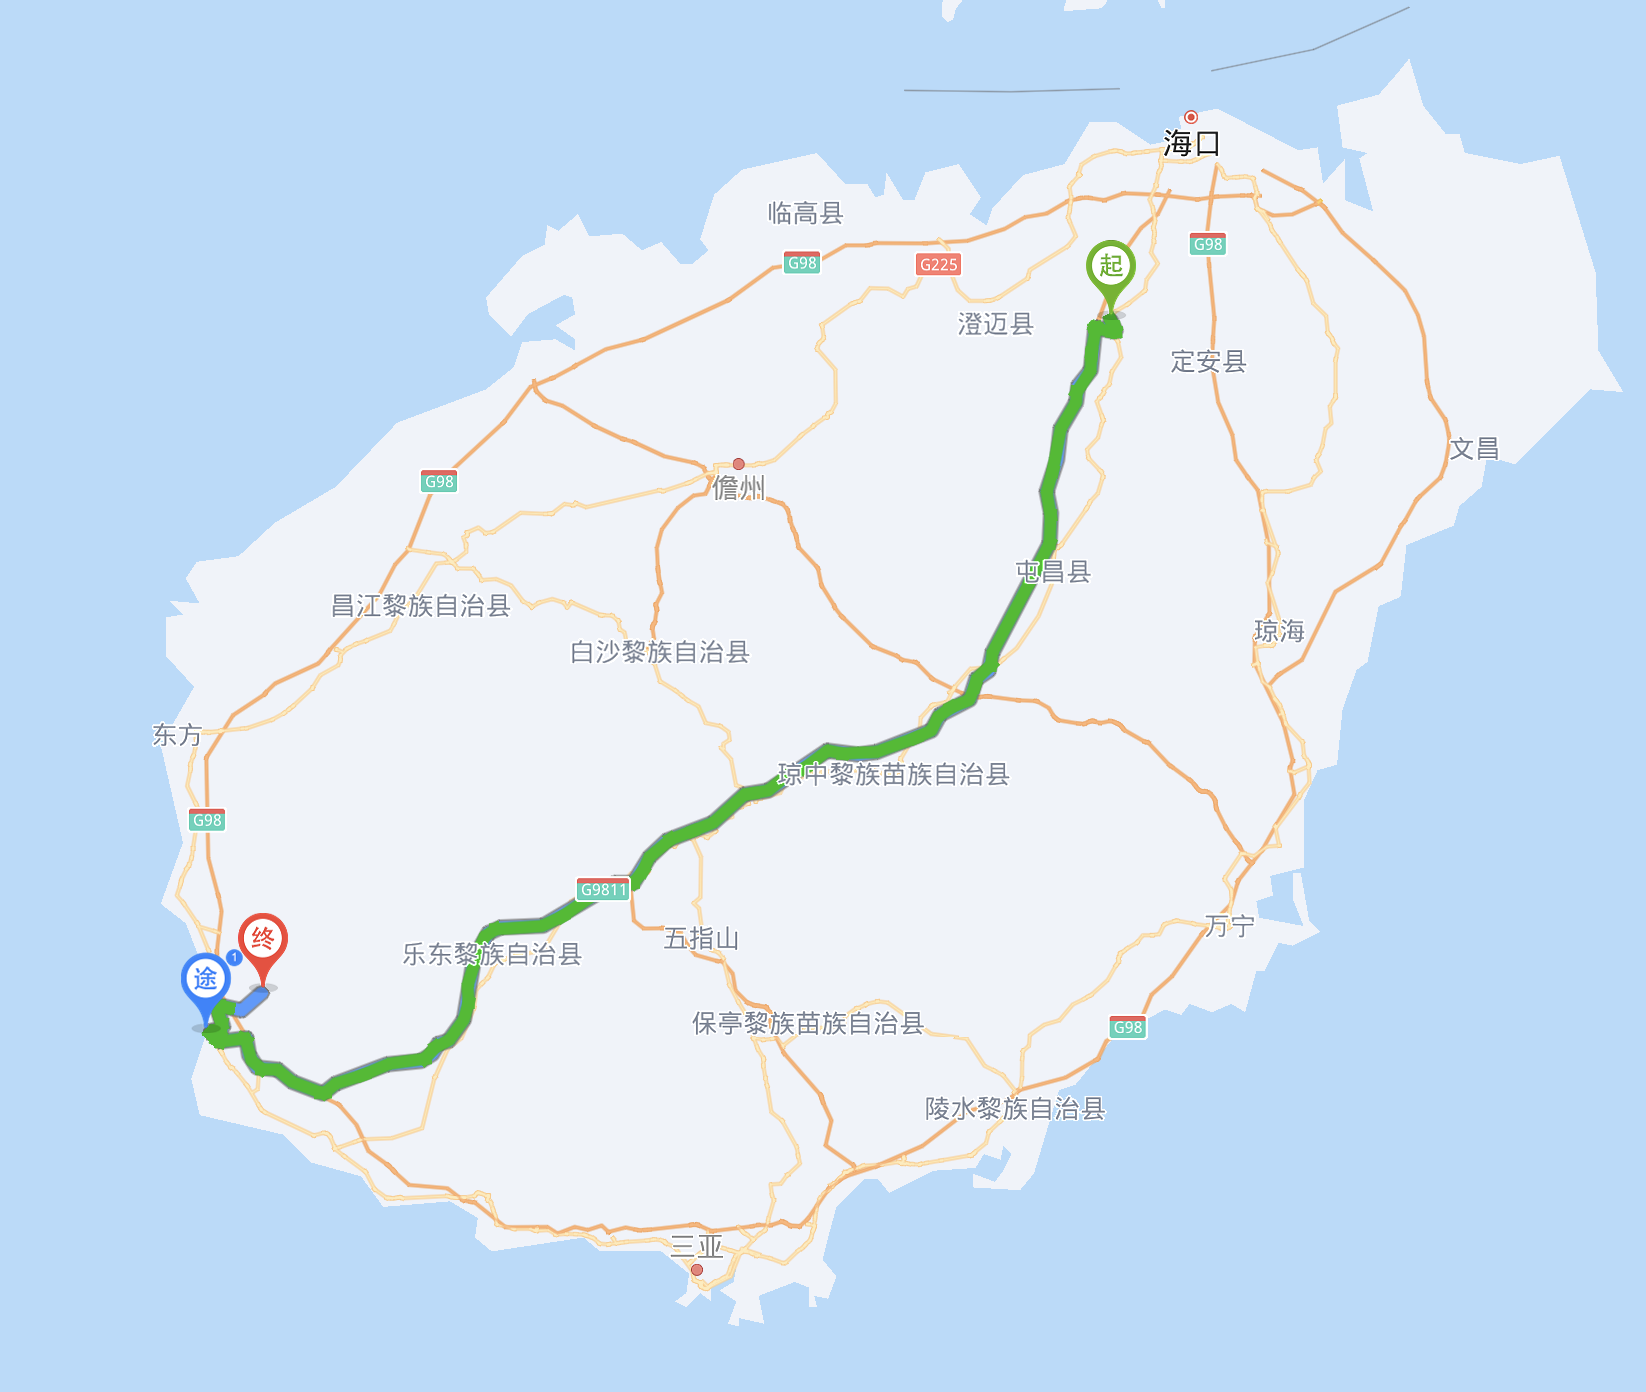 海口
临高县
G98
G98
G225
起
澄迈县
定安县
文昌
G98
儋州
屯昌县
昌江黎族自治县
琼海
白沙黎族自治县
东方
琼中黎族苗族自治县
G98
G9811
万宁
终
五指山
乐东黎族自治县
1
途
保亭黎族苗族自治县
G98
陵水黎族自治县
三亚